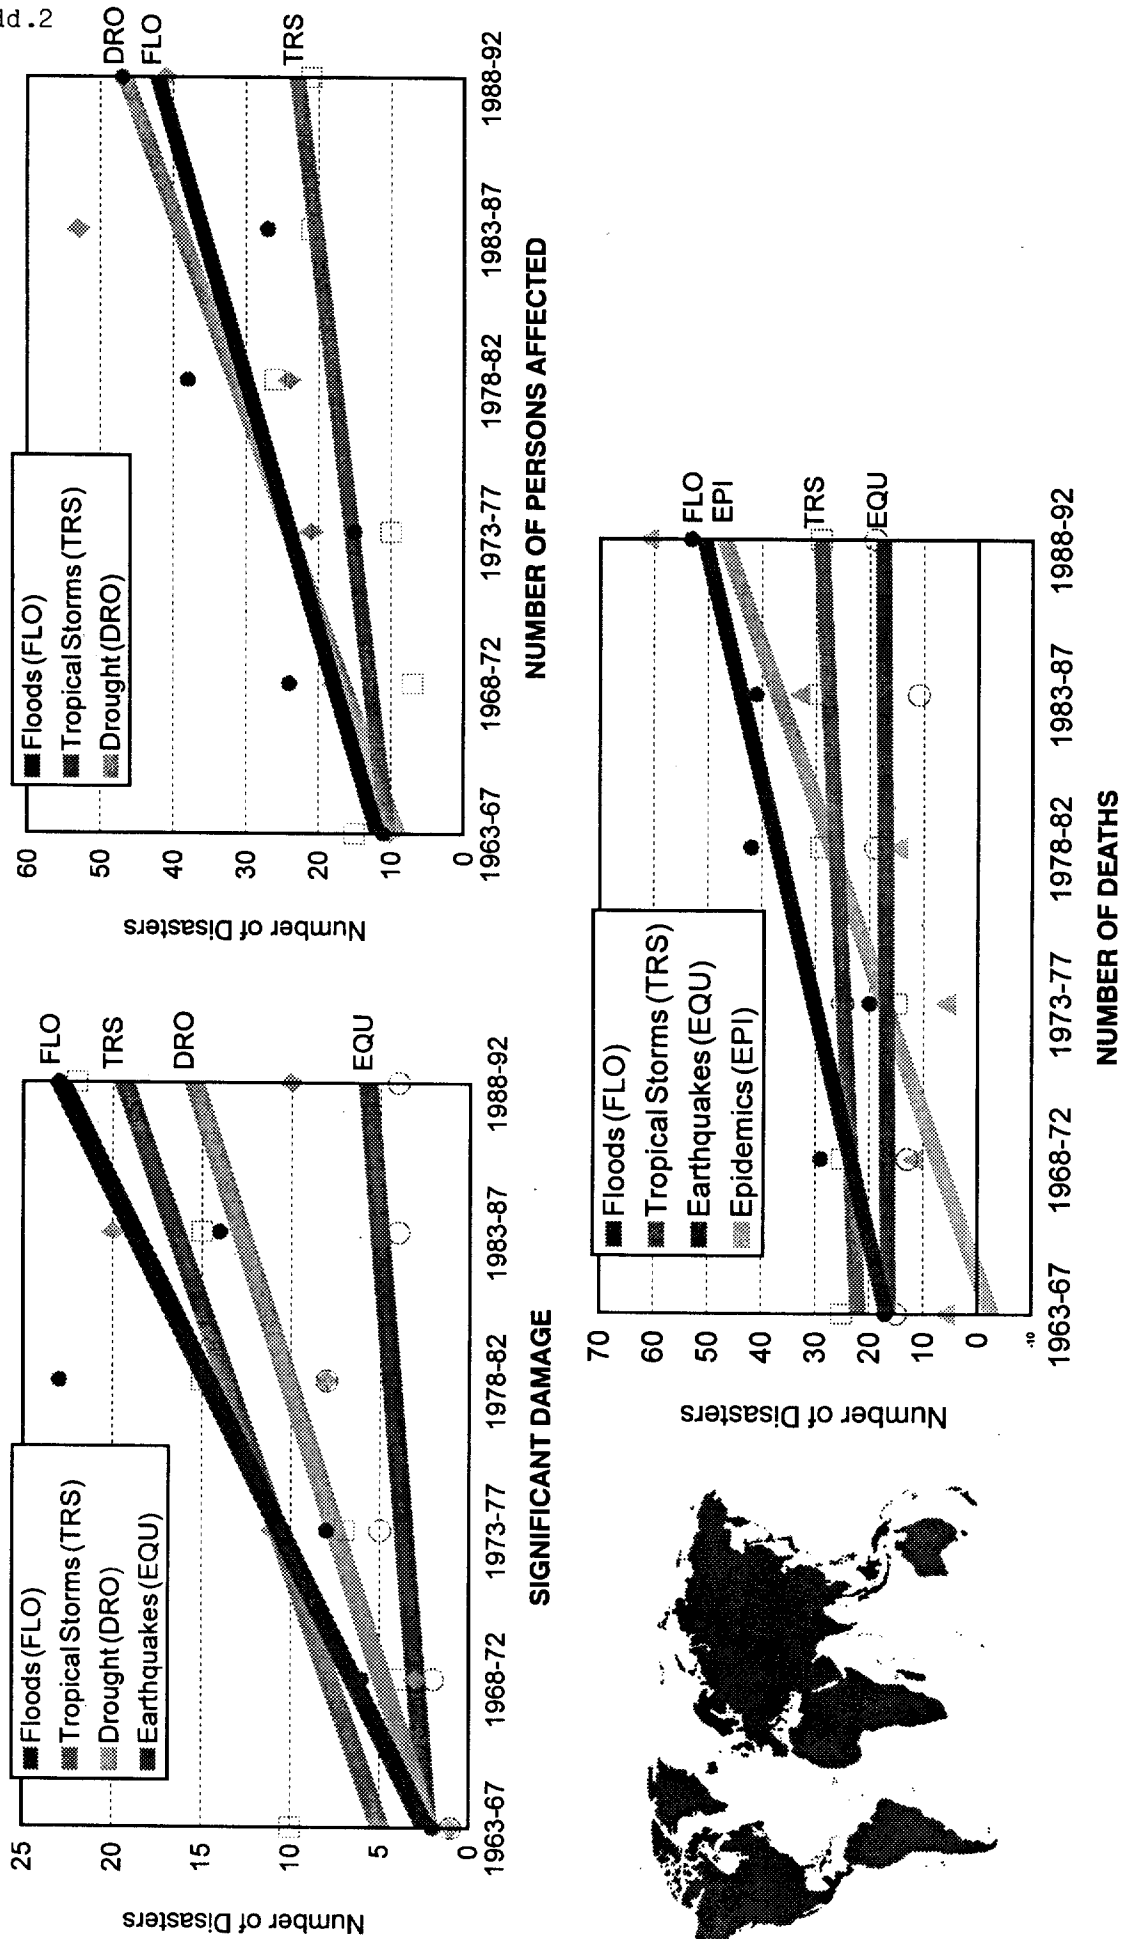 dd.2
Number of Disasters
25
20
15
10
5
0
Floods (FLO)
Tropical Storms (TRS)
Drought (DRO)
Earthquakes (EQU)
FLO
TRS
DRO
EQU
1963-67
1968-72
1973-77
1978-82
1983-87
1988-92
SIGNIFICANT DAMAGE
Number of Disasters
60
50
40
30
20
10
0
Floods (FLO)
Tropical Storms (TRS)
Drought (DRO)
DRO
FLO
TRS
1963-67
1968-72
1973-77
1978-82
1983-87
1988-92
NUMBER OF PERSONS AFFECTED
Number of Disasters
70
60
50
40
30
20
10
0
-10
Floods (FLO)
Tropical Storms (TRS)
Earthquakes (EQU)
Epidemics (EPI)
FLO
EPI
TRS
EQU
1963-67
1968-72
1973-77
1978-82
1983-87
1988-92
NUMBER OF DEATHS